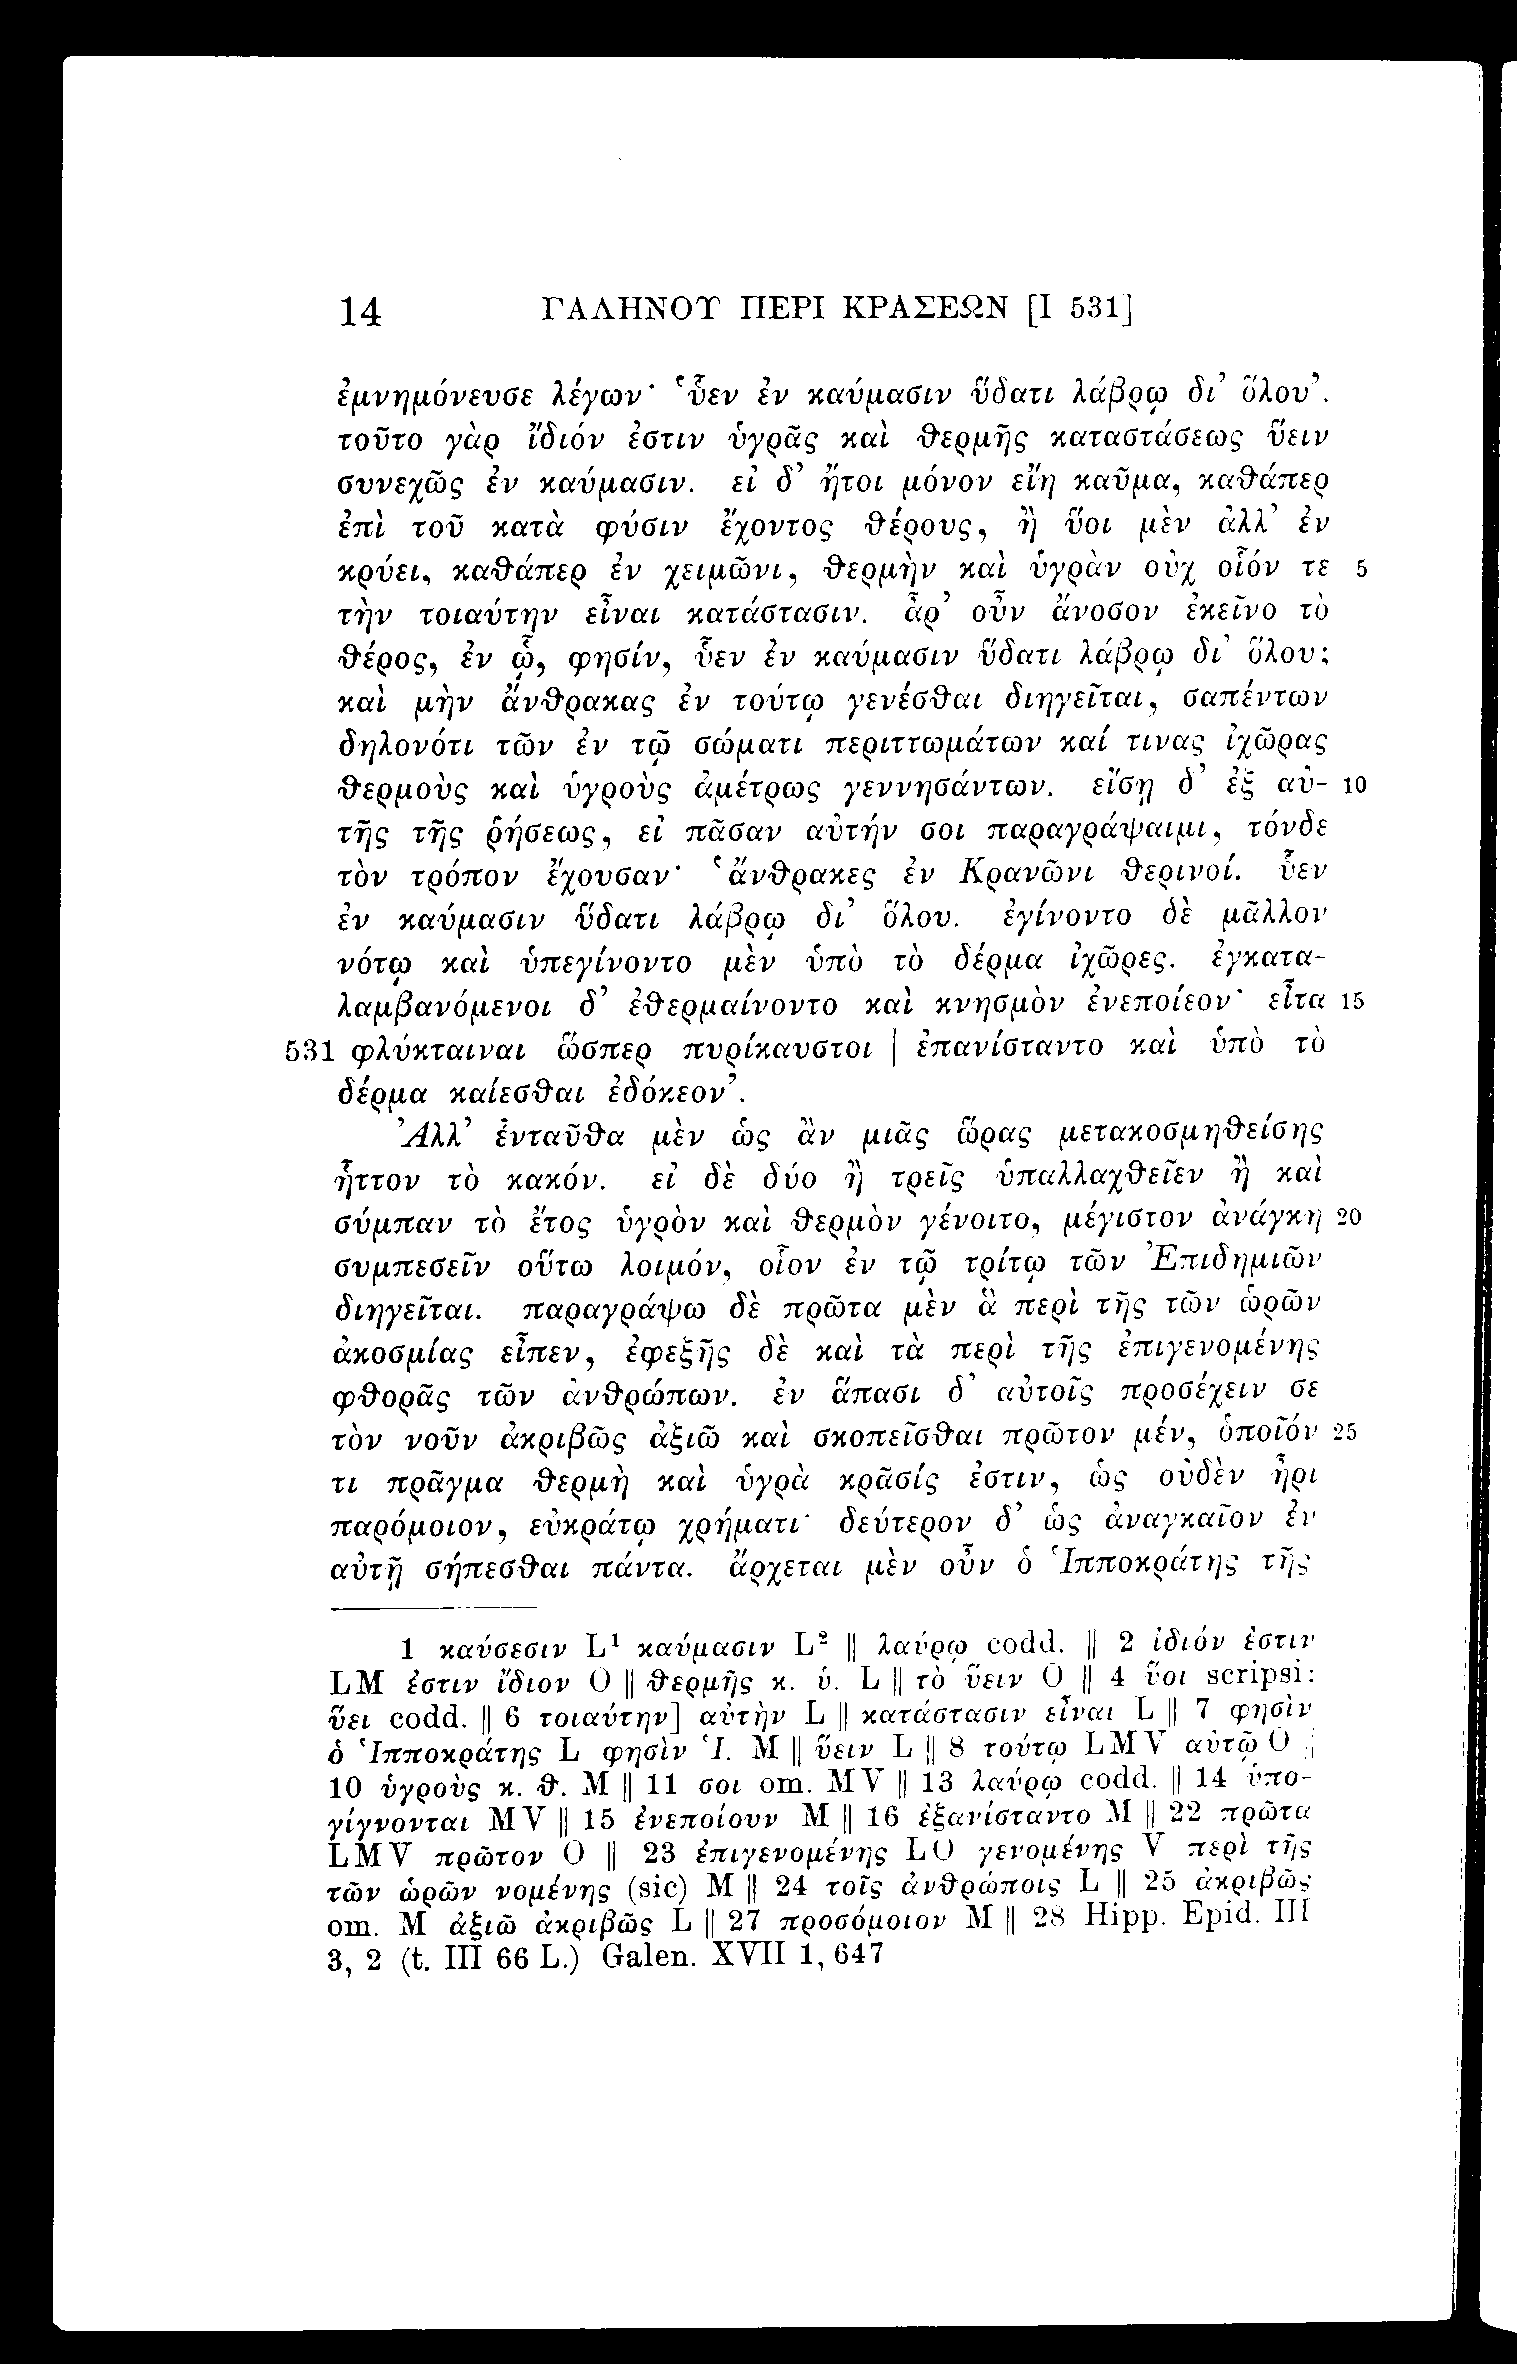 14 ΓΑΛΗΝΟΥ ΠΕΡΙ ΚΡΑΣΕΩΝ [I 531]
ἐμνημόνευσε λέγων· ‘ὗεν ἐν καύμασιν ὕδατι λάβρῳ δι’ ὅλου’.
τοῦτο γὰρ ἴδιόν ἐστιν ὑγρᾶς καὶ θερμῆς καταστάσεως ὕειν
συνεχῶς ἐν καύμασιν. εἰ δ’ ἤτοι μόνον εἴη καῦμα, καθάπερ
ἐπὶ τοῦ κατὰ φύσιν ἔχοντος θέρους, ἢ ὕοι μὲν ἀλλ’ ἐν
κρύει, καθάπερ ἐν χειμῶνι, θερμὴν καὶ ὑγρὰν οὐχ οἷόν τε 5
τὴν τοιαύτην εἶναι κατάστασιν. ἆρ’ οὖν ἄνοσον ἐκεῖνο τὸ
θέρος, ἐν ᾧ, φησίν, ὗεν ἐν καύμασιν ὕδατι λάβρῳ δι’ ὅλου;
καὶ μὴν ἄνθρακας ἐν τούτῳ γενέσθαι διηγεῖται, σαπέντων
δηλονότι τῶν ἐν τῷ σώματι περιττωμάτων καί τινας ἰχῶρας
θερμοὺς καὶ ὑγροὺς ἀμέτρως γεννησάντων. εἴσῃ δ’ ἐξ αὐ- 10
τῆς τῆς ῥήσεως, εἰ πᾶσαν αὐτήν σοι παραγράψαιμι, τόνδε
τὸν τρόπον ἔχουσαν· ‘ἄνθρακες ἐν Κρανῶνι θερινοί. ὗεν
ἐν καύμασιν ὕδατι λάβρῳ δι’ ὅλου. ἐγίνοντο δὲ μᾶλλον
νότῳ καὶ ὑπεγίνοντο μὲν ὑπὸ τὸ δέρμα ἰχῶρες. ἐγκατα-
λαμβανόμενοι δ’ ἐθερμαίνοντο καὶ κνησμὸν ἐνεποίεον· εἶτα 15
531 φλύκταιναι ὥσπερ πυρίκαυστοι | ἐπανίσταντο καὶ ὑπὸ τὸ
δέρμα καίεσθαι ἐδόκεον’.
Ἀλλ’ ἐνταῦθα μὲν ὡς ἂν μιᾶς ὥρας μετακοσμηθείσης
ἧττον τὸ κακόν. εἰ δὲ δύο ἢ τρεῖς ὑπαλλαχθεῖεν ἢ καὶ
σύμπαν τὸ ἔτος ὑγρὸν καὶ θερμὸν γένοιτο, μέγιστον ἀνάγκη 20
συμπεσεῖν οὕτω λοιμόν, οἷον ἐν τῷ τρίτῳ τῶν Ἐπιδημιῶν
διηγεῖται. παραγράψω δὲ πρῶτα μὲν ἃ περὶ τῆς τῶν ὡρῶν
ἀκοσμίας εἶπεν, ἐφεξῆς δὲ καὶ τὰ περὶ τῆς ἐπιγενομένης
φθορᾶς τῶν ἀνθρώπων. ἐν ἅπασι δ’ αὐτοῖς προσέχειν σε
τὸν νοῦν ἀκριβῶς ἀξιῶ καὶ σκοπεῖσθαι πρῶτον μέν, ὁποῖόν 25
τι πρᾶγμα θερμὴ καὶ ὑγρὰ κρᾶσίς ἐστιν, ὡς οὐδὲν ἦρι
παρόμοιον, εὐκράτῳ χρήματι· δεύτερον δ’ ὡς ἀναγκαῖον ἐν
αὐτῇ σήπεσθαι πάντα. ἄρχεται μὲν οὖν ὁ Ἱπποκράτης τῆς
1 καύσεσιν L¹ καύμασιν L² || λαύρῳ codd. || 2 ἰδιόν ἐστιν
LM ἐστιν ἴδιον O || θερμῆς κ. ὑ. L || τὸ ὕειν O || 4 ὕοι scripsi:
ὕει codd. || 6 τοιαύτην] αὐτὴν L || κατάστασιν εἶναι L || 7 φησὶν
ὁ Ἱπποκράτης L φησὶν Ἱ. M || ὕειν L || 8 τούτῳ LMV αὐτῷ O ||
10 ὑγροὺς κ. θ. M || 11 σοι om. MV || 13 λαύρῳ codd. || 14 ὑπο-
γίγνονται MV || 15 ἐνεποίουν M || 16 ἐξανίσταντο M || 22 πρῶτα
LMV πρῶτον O || 23 ἐπιγενομένης LO γενομένης V περὶ τῆς
τῶν ὡρῶν νομένης (sic) M || 24 τοῖς ἀνθρώποις L || 25 ἀκριβῶς
om. M ἀξιῶ ἀκριβῶς L || 27 προσόμοιον M || 28 Hipp. Epid. III
3, 2 (t. III 66 L.) Galen. XVII 1, 647